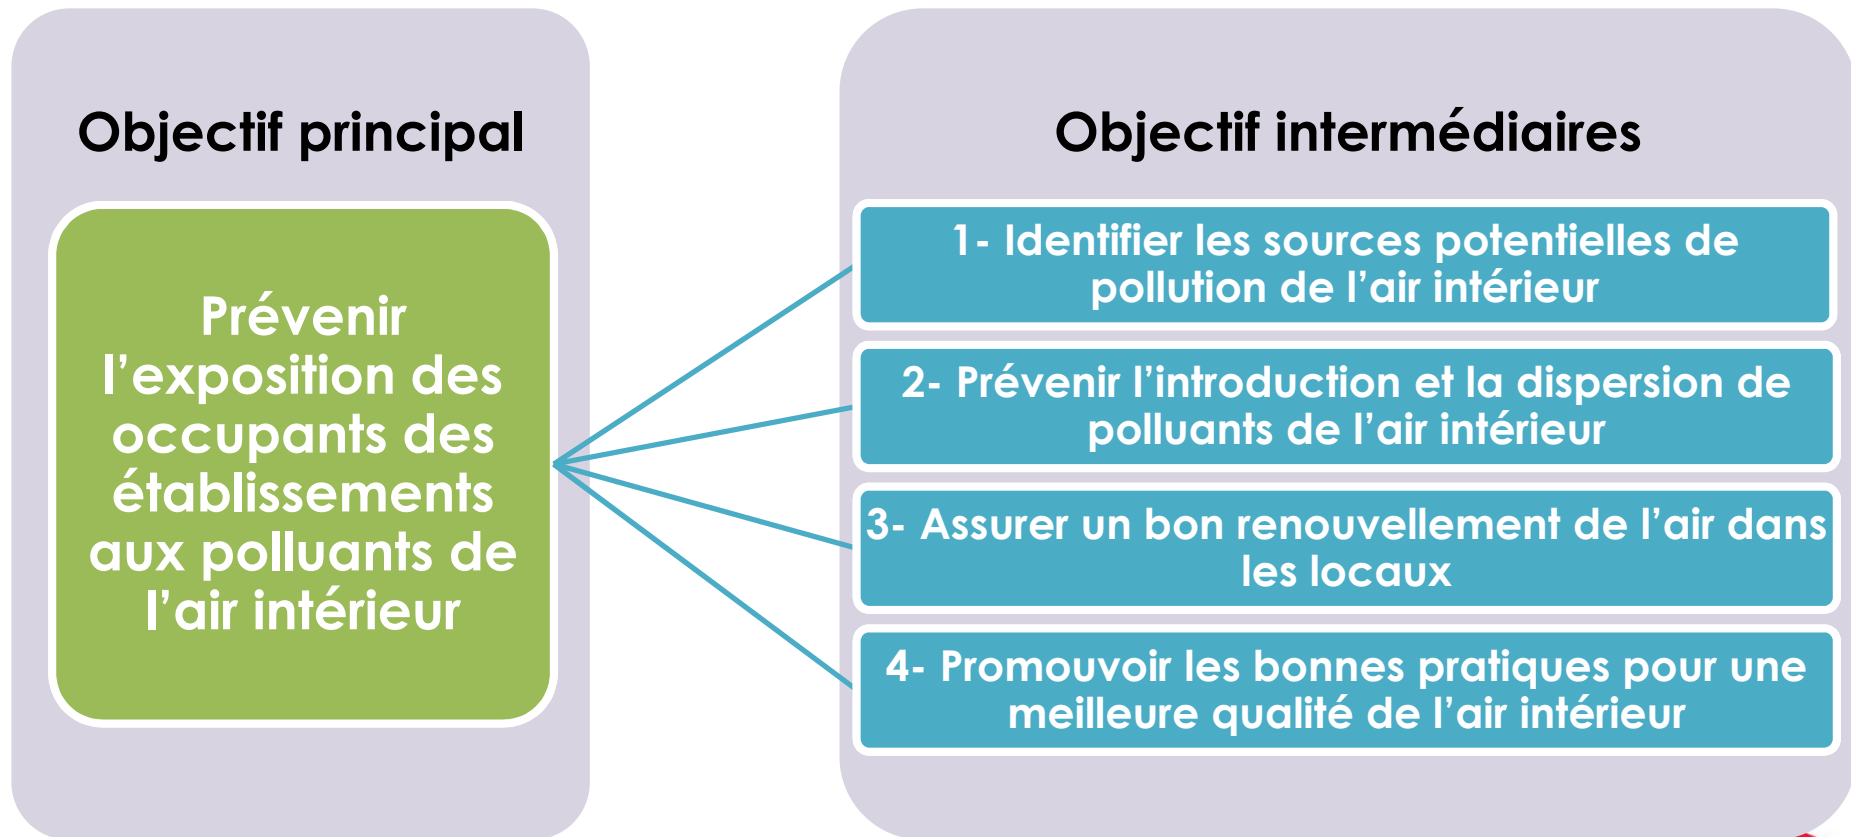 Objectif principal
Prévenir
l’exposition des
occupants des
établissements
aux polluants de
l’air intérieur
Objectif intermédiaires
1- Identifier les sources potentielles de
pollution de l’air intérieur
2- Prévenir l’introduction et la dispersion de
polluants de l’air intérieur
3- Assurer un bon renouvellement de l’air dans
les locaux
4- Promouvoir les bonnes pratiques pour une
meilleure qualité de l’air intérieur